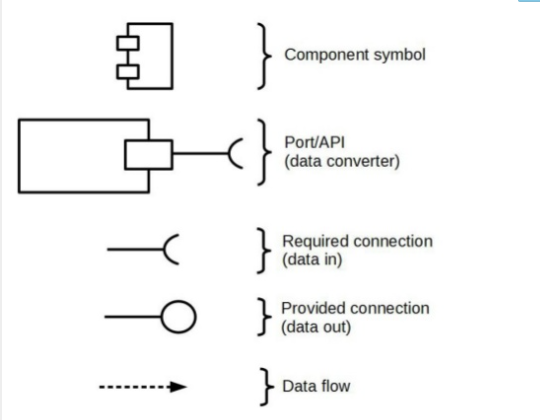 Component symbol
Port/API
(data converter)
Required connection
(data in)
Provided connection
(data out)
Data flow